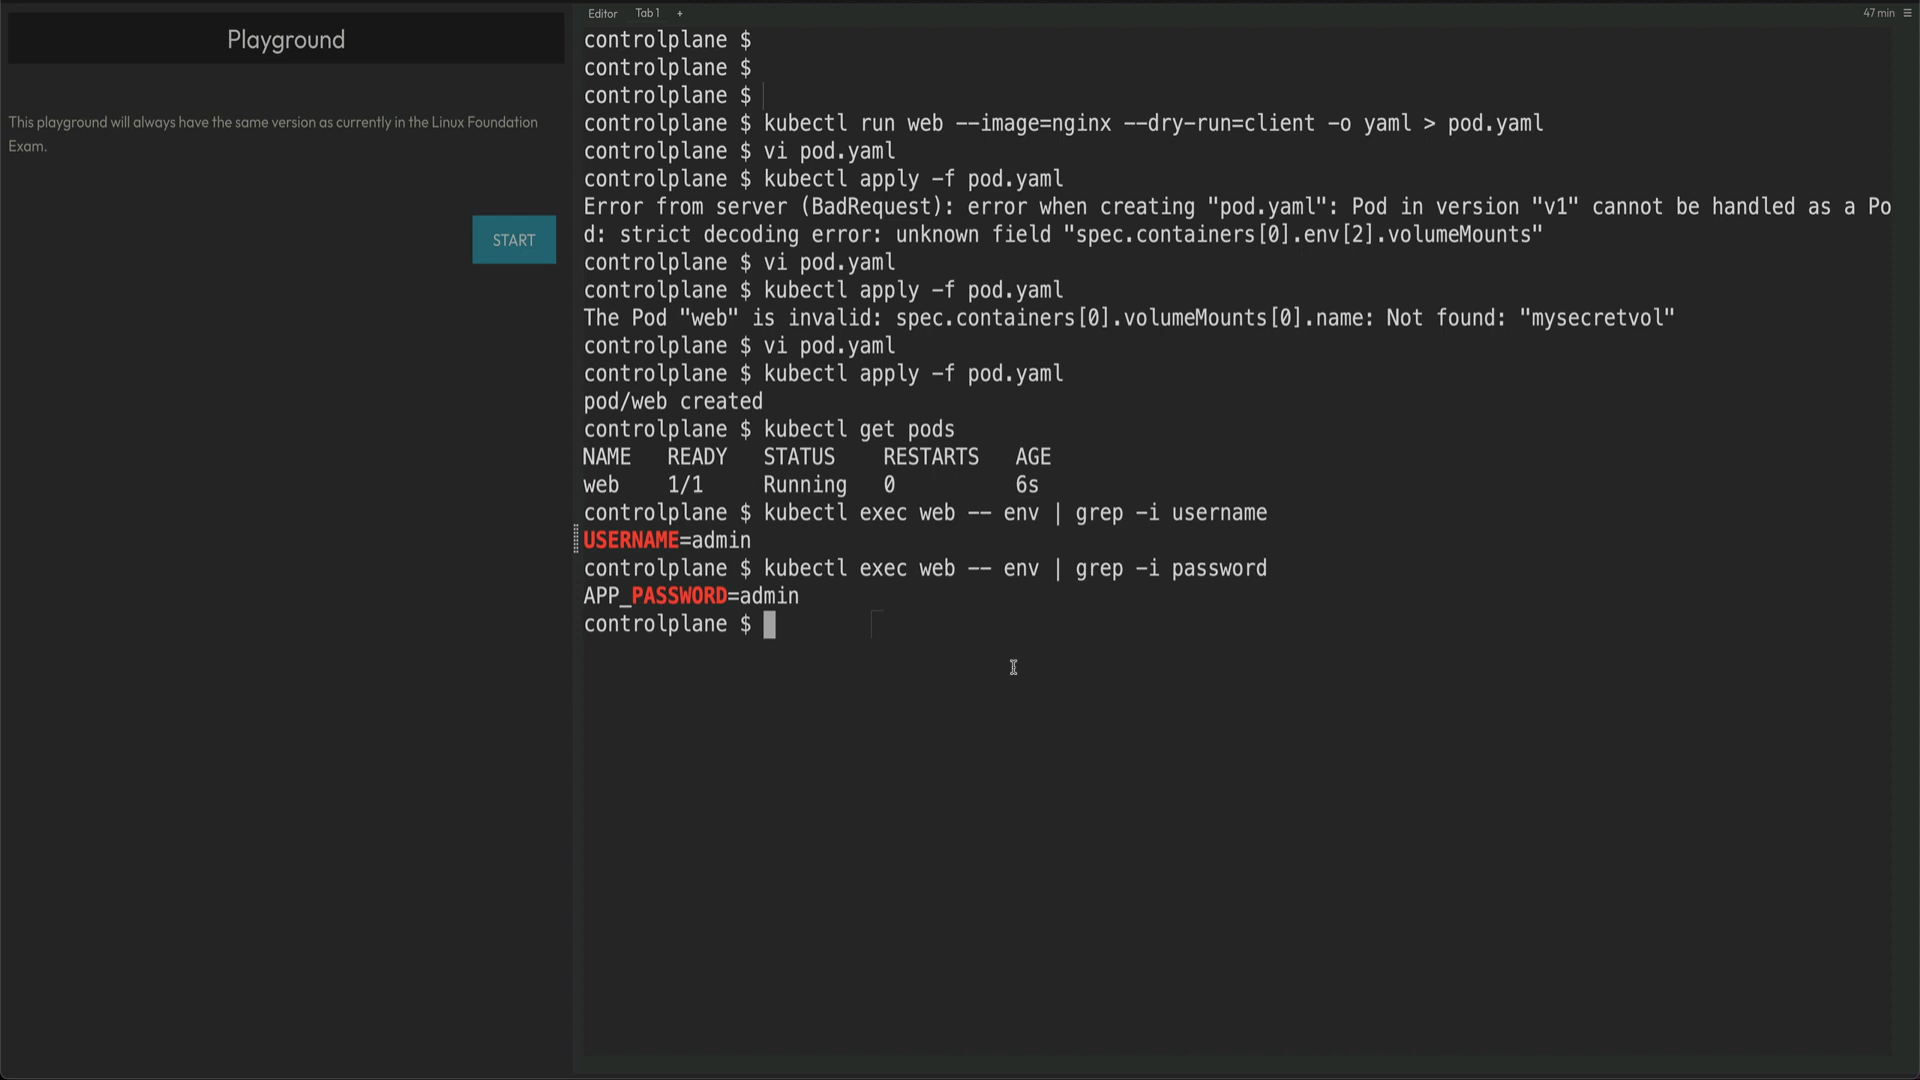 Playground
This playground will always have the same version as currently in the Linux Foundation
Exam.
START
Editor Tab 1 +
47 min ☰
controlplane $
controlplane $
controlplane $
controlplane $ kubectl run web --image=nginx --dry-run=client -o yaml > pod.yaml
controlplane $ vi pod.yaml
controlplane $ kubectl apply -f pod.yaml
Error from server (BadRequest): error when creating "pod.yaml": Pod in version "v1" cannot be handled as a Po
d: strict decoding error: unknown field "spec.containers[0].env[2].volumeMounts"
controlplane $ vi pod.yaml
controlplane $ kubectl apply -f pod.yaml
The Pod "web" is invalid: spec.containers[0].volumeMounts[0].name: Not found: "mysecretvol"
controlplane $ vi pod.yaml
controlplane $ kubectl apply -f pod.yaml
pod/web created
controlplane $ kubectl get pods
NAME   READY   STATUS    RESTARTS   AGE
web    1/1     Running   0          6s
controlplane $ kubectl exec web -- env | grep -i username
USERNAME=admin
controlplane $ kubectl exec web -- env | grep -i password
APP_PASSWORD=admin
controlplane $